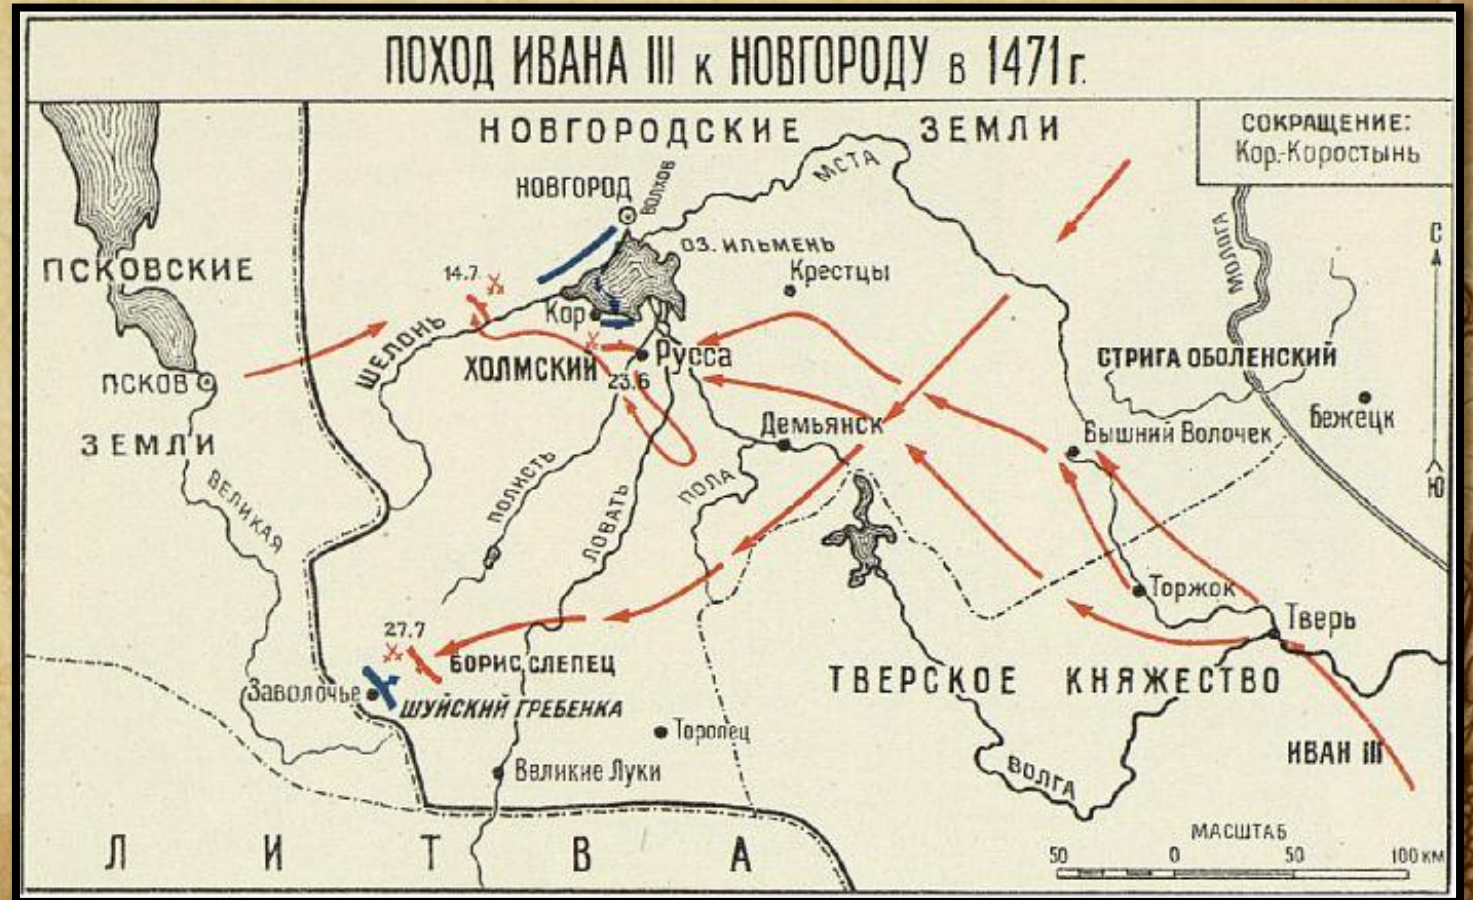 ПОХОД ИВАНА III К НОВГОРОДУ В 1471г.
НОВГОРОДСКИЕ ЗЕМЛИ
СОКРАЩЕНИЕ:
Кор.-Коростынь
МСТА
НОВГОРОД
ВОЛХОВ
ОЗ. ИЛЬМЕНЬ
Крестцы
МОЛОГА
С
ПСКОВСКИЕ
14.7
Кор
ШЕЛОНЬ
ХОЛМСКИЙ
Русса
23.6
СТРИГА ОБОЛЕНСКИЙ
ПСКОВ
Бежецк
ЗЕМЛИ
Демьянск
Вышний Волочек
Ю
ВЕЛИКАЯ
ПОЛИСТЬ
ЛОВАТЬ
ПОЛА
Торжок
Тверь
27.7
БОРИС СЛЕПЕЦ
ТВЕРСКОЕ КНЯЖЕСТВО
Заволочье
ШУЙСКИЙ ГРЕБЕНКА
Торопец
ИВАН III
Великие Луки
ВОЛГА
ЛИТВА
МАСШТАБ
50 0 50 100 км